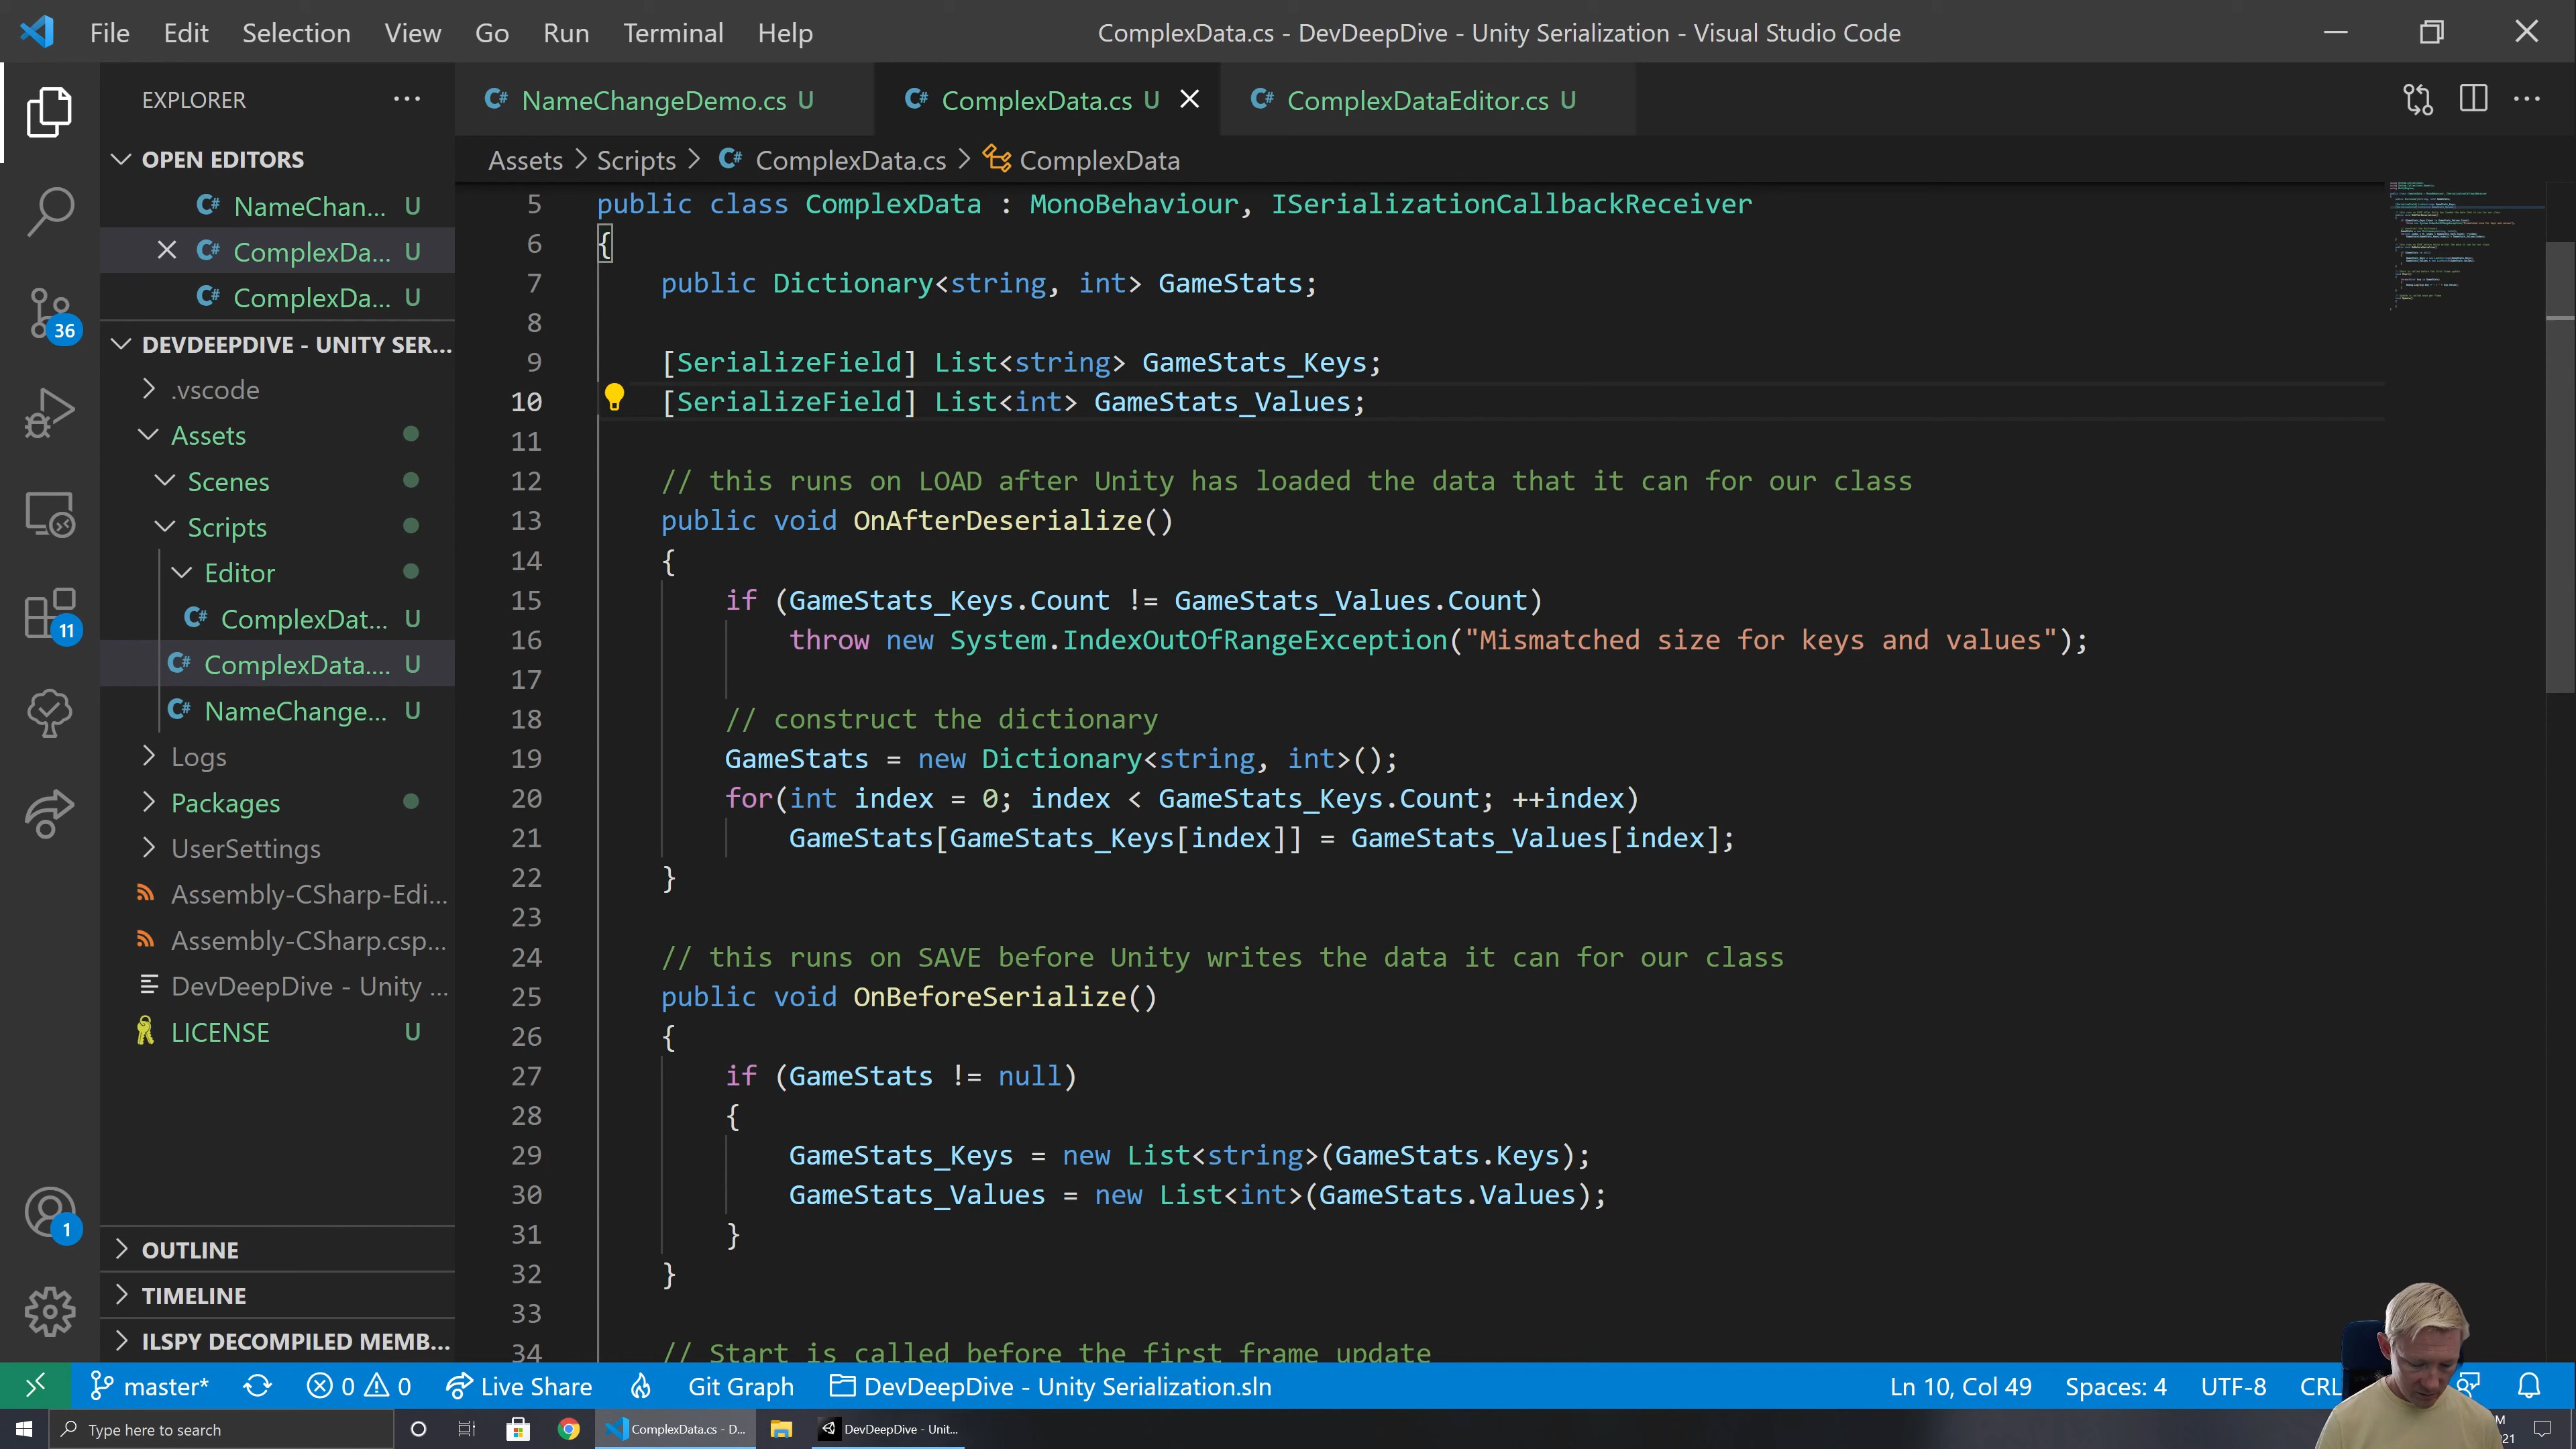 File Edit Selection View Go Run Terminal Help
ComplexData.cs - DevDeepDive - Unity Serialization - Visual Studio Code
EXPLORER
OPEN EDITORS
NameChan... U
ComplexDa... U
ComplexDa... U
DEVDEEPDIVE - UNITY SER...
.vscode
Assets
Scenes
Scripts
Editor
ComplexDat... U
ComplexData.... U
NameChange... U
Logs
Packages
UserSettings
Assembly-CSharp-Edi...
Assembly-CSharp.csp...
DevDeepDive - Unity ...
LICENSE U
OUTLINE
TIMELINE
ILSPY DECOMPILED MEMB...
36
11
1
NameChangeDemo.cs U
ComplexData.cs U
ComplexDataEditor.cs U
Assets > Scripts > ComplexData.cs > ComplexData
5 public class ComplexData : MonoBehaviour, ISerializationCallbackReceiver
6 {
7 public Dictionary<string, int> GameStats;
8
9 [SerializeField] List<string> GameStats_Keys;
10 [SerializeField] List<int> GameStats_Values;
11
12 // this runs on LOAD after Unity has loaded the data that it can for our class
13 public void OnAfterDeserialize()
14 {
15 if (GameStats_Keys.Count != GameStats_Values.Count)
16 throw new System.IndexOutOfRangeException("Mismatched size for keys and values");
17
18 // construct the dictionary
19 GameStats = new Dictionary<string, int>();
20 for(int index = 0; index < GameStats_Keys.Count; ++index)
21 GameStats[GameStats_Keys[index]] = GameStats_Values[index];
22 }
23
24 // this runs on SAVE before Unity writes the data it can for our class
25 public void OnBeforeSerialize()
26 {
27 if (GameStats != null)
28 {
29 GameStats_Keys = new List<string>(GameStats.Keys);
30 GameStats_Values = new List<int>(GameStats.Values);
31 }
32 }
33
34 // Start is called before the first frame update
master* 0 0 Live Share Git Graph DevDeepDive - Unity Serialization.sln Ln 10, Col 49 Spaces: 4 UTF-8 CRL
Type here to search
ComplexData.cs - D...
DevDeepDive - Unit...